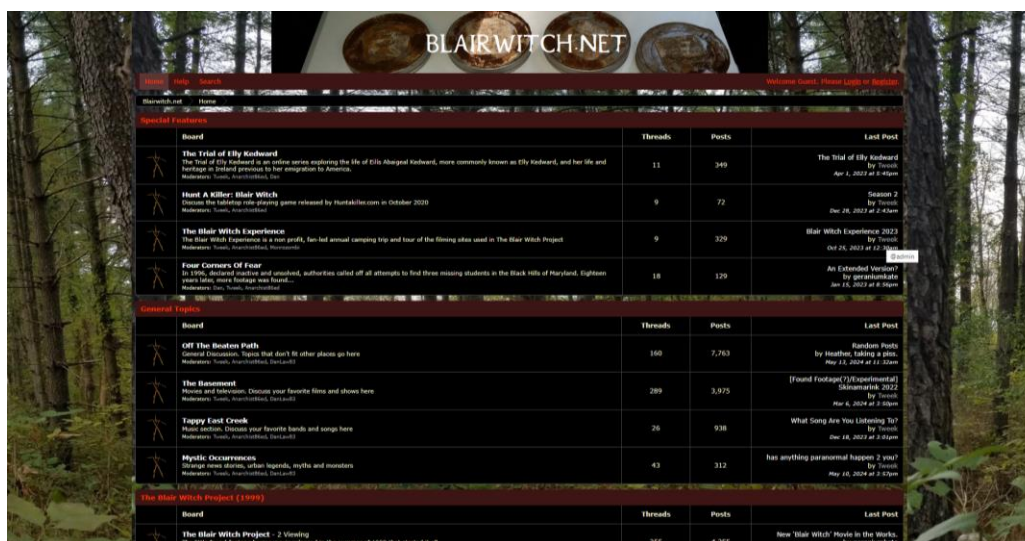 BLAIRWITCH.NET
Home Help Search Welcome Guest. Please Login or Register.
Blairwitch.net Home
Special Features
Board Threads Posts Last Post
The Trial of Elly Kedward
The Trial of Elly Kedward is an online series exploring the life of Eilis Abaigeal Kedward, more commonly known as Elly Kedward, and her life and
heritage in Ireland previous to her emigration to America.
Moderators: Tweek, AnarchistBled, Dan
11 349
The Trial of Elly Kedward
by Tweek
Apr 1, 2023 at 6:45pm
Hunt A Killer: Blair Witch
Discuss the tabletop role-playing game released by Huntakiller.com in October 2020
Moderators: Tweek,
9 72
Season 2
by Tweek
Dec 28, 2023 at 2:43am
The Blair Witch Experience
The Blair Witch Experience is a non profit, fan-led annual camping trip and tour of the filming sites used in The Blair Witch Project
Moderators: Tweek,
9 329
Blair Witch Experience 2023
by Tweek
Oct 25, 2023 at 12:30am
@admin
Four Corners Of Fear
In 1996, declared inactive and unsolved, authorities called off all attempts to find three missing students in the Black Hills of Maryland. Eighteen
years later, more footage was found...
Moderators: Dan, Tweek,
18 129
An Extended Version?
by geraniumkate
Jan 15, 2023 at 8:56pm
General Topics
Board Threads Posts Last Post
Off The Beaten Path
General Discussion. Topics that don't fit other places go here
Moderators: Tweek,
160 7,763
Random Posts
by Heather, taking a piss.
May 13, 2024 at 11:32am
The Basement
Movies and television. Discuss your favorite films and shows here
Moderators: Tweek,
289 3,975
[Found Footage(?)/Experimental]
Skinamarink 2022
by Tweek
Mar 6, 2024 at 3:50pm
Tappy East Creek
Music section. Discuss your favorite bands and songs here
Moderators: Tweek,
26 938
What Song Are You Listening To?
by Tweek
Dec 18, 2023 at 3:01pm
Mystic Occurrences
Strange news stories, urban legends, myths and monsters
Moderators: Tweek,
43 312
has anything paranormal happen 2 you?
by Tweek
May 10, 2024 at 3:57pm
The Blair Witch Project (1999)
Board Threads Posts Last Post
The Blair Witch Project - 2 Viewing
New 'Blair Witch' Movie in the Works.